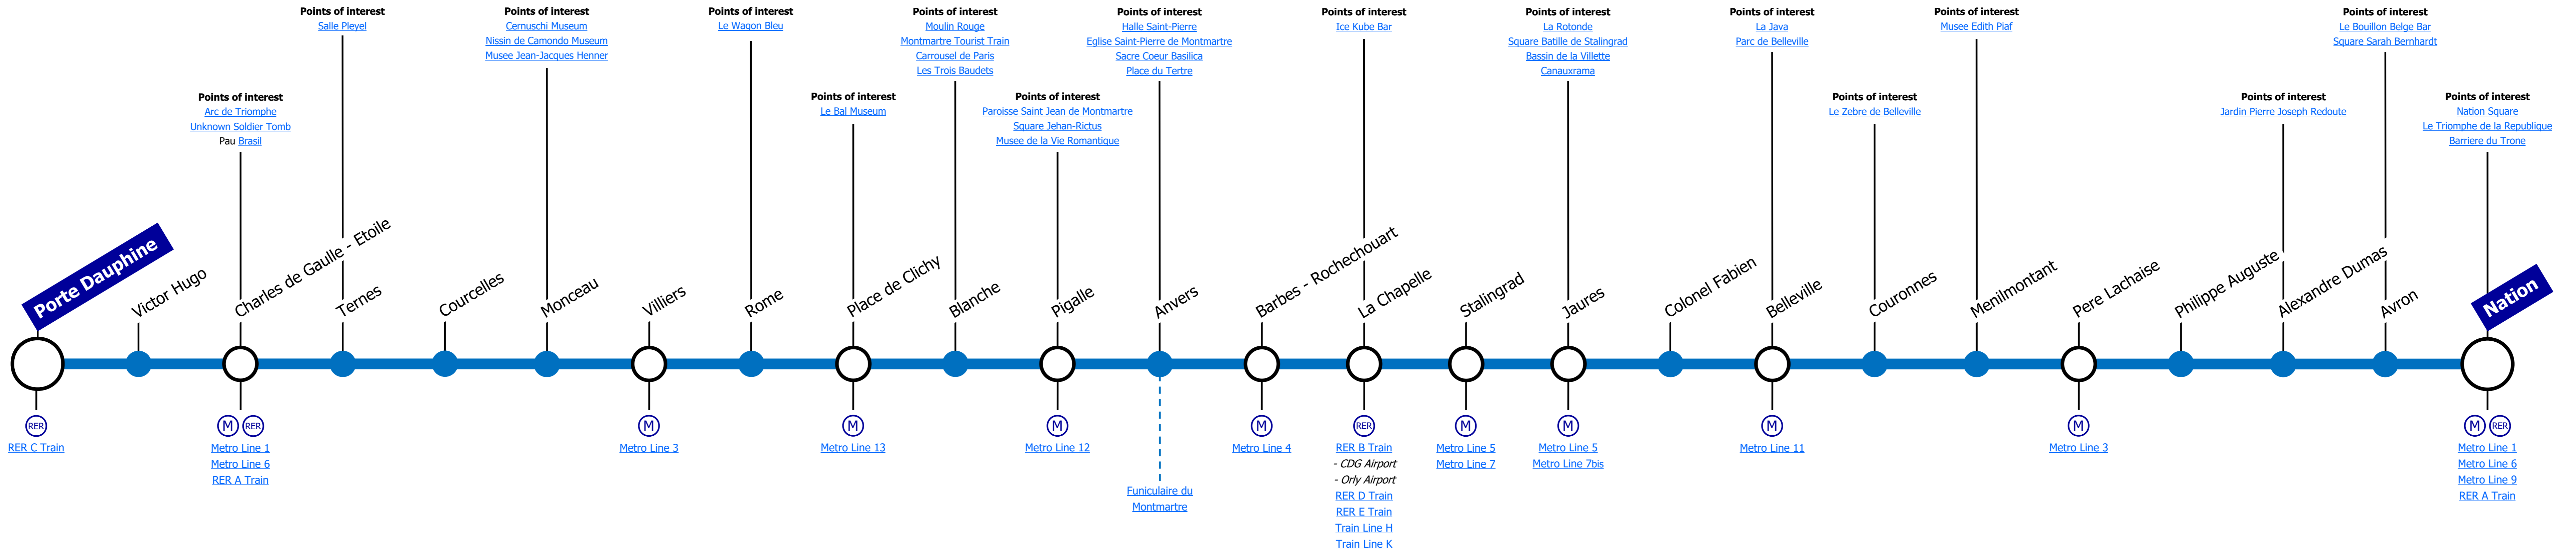 Points of interest
Salle Pleyel
Points of interest
Cernuschi Museum
Nissin de Camondo Museum
Musee Jean-Jacques Henner
Points of interest
Le Wagon Bleu
Points of interest
Moulin Rouge
Montmartre Tourist Train
Carrousel de Paris
Les Trois Baudets
Points of interest
Halle Saint-Pierre
Eglise Saint-Pierre de Montmartre
Sacre Coeur Basilica
Place du Tertre
Points of interest
Ice Kube Bar
Points of interest
La Rotonde
Square Batille de Stalingrad
Bassin de la Villette
Canauxrama
Points of interest
La Java
Parc de Belleville
Points of interest
Musee Edith Piaf
Points of interest
Le Bouillon Belge Bar
Square Sarah Bernhardt
Points of interest
Arc de Triomphe
Unknown Soldier Tomb
Pau Brasil
Points of interest
Le Bal Museum
Points of interest
Paroisse Saint Jean de Montmartre
Square Jehan-Rictus
Musee de la Vie Romantique
Points of interest
Le Zebre de Belleville
Points of interest
Jardin Pierre Joseph Redoute
Points of interest
Nation Square
Le Triomphe de la Republique
Barriere du Trone
Porte Dauphine
Victor Hugo
Charles de Gaulle - Etoile
Ternes
Courcelles
Monceau
Villiers
Rome
Place de Clichy
Blanche
Pigalle
Anvers
Barbes - Rochechouart
La Chapelle
Stalingrad
Jaures
Colonel Fabien
Belleville
Couronnes
Menilmontant
Pere Lachaise
Philippe Auguste
Alexandre Dumas
Avron
Nation
RER
RER C Train
M RER
Metro Line 1
Metro Line 6
RER A Train
M
Metro Line 3
M
Metro Line 13
M
Metro Line 12
Funiculaire du
Montmartre
M
Metro Line 4
RER
RER B Train
- CDG Airport
- Orly Airport
RER D Train
RER E Train
Train Line H
Train Line K
M
Metro Line 5
Metro Line 7
M
Metro Line 5
Metro Line 7bis
M
Metro Line 11
M
Metro Line 3
M RER
Metro Line 1
Metro Line 6
Metro Line 9
RER A Train